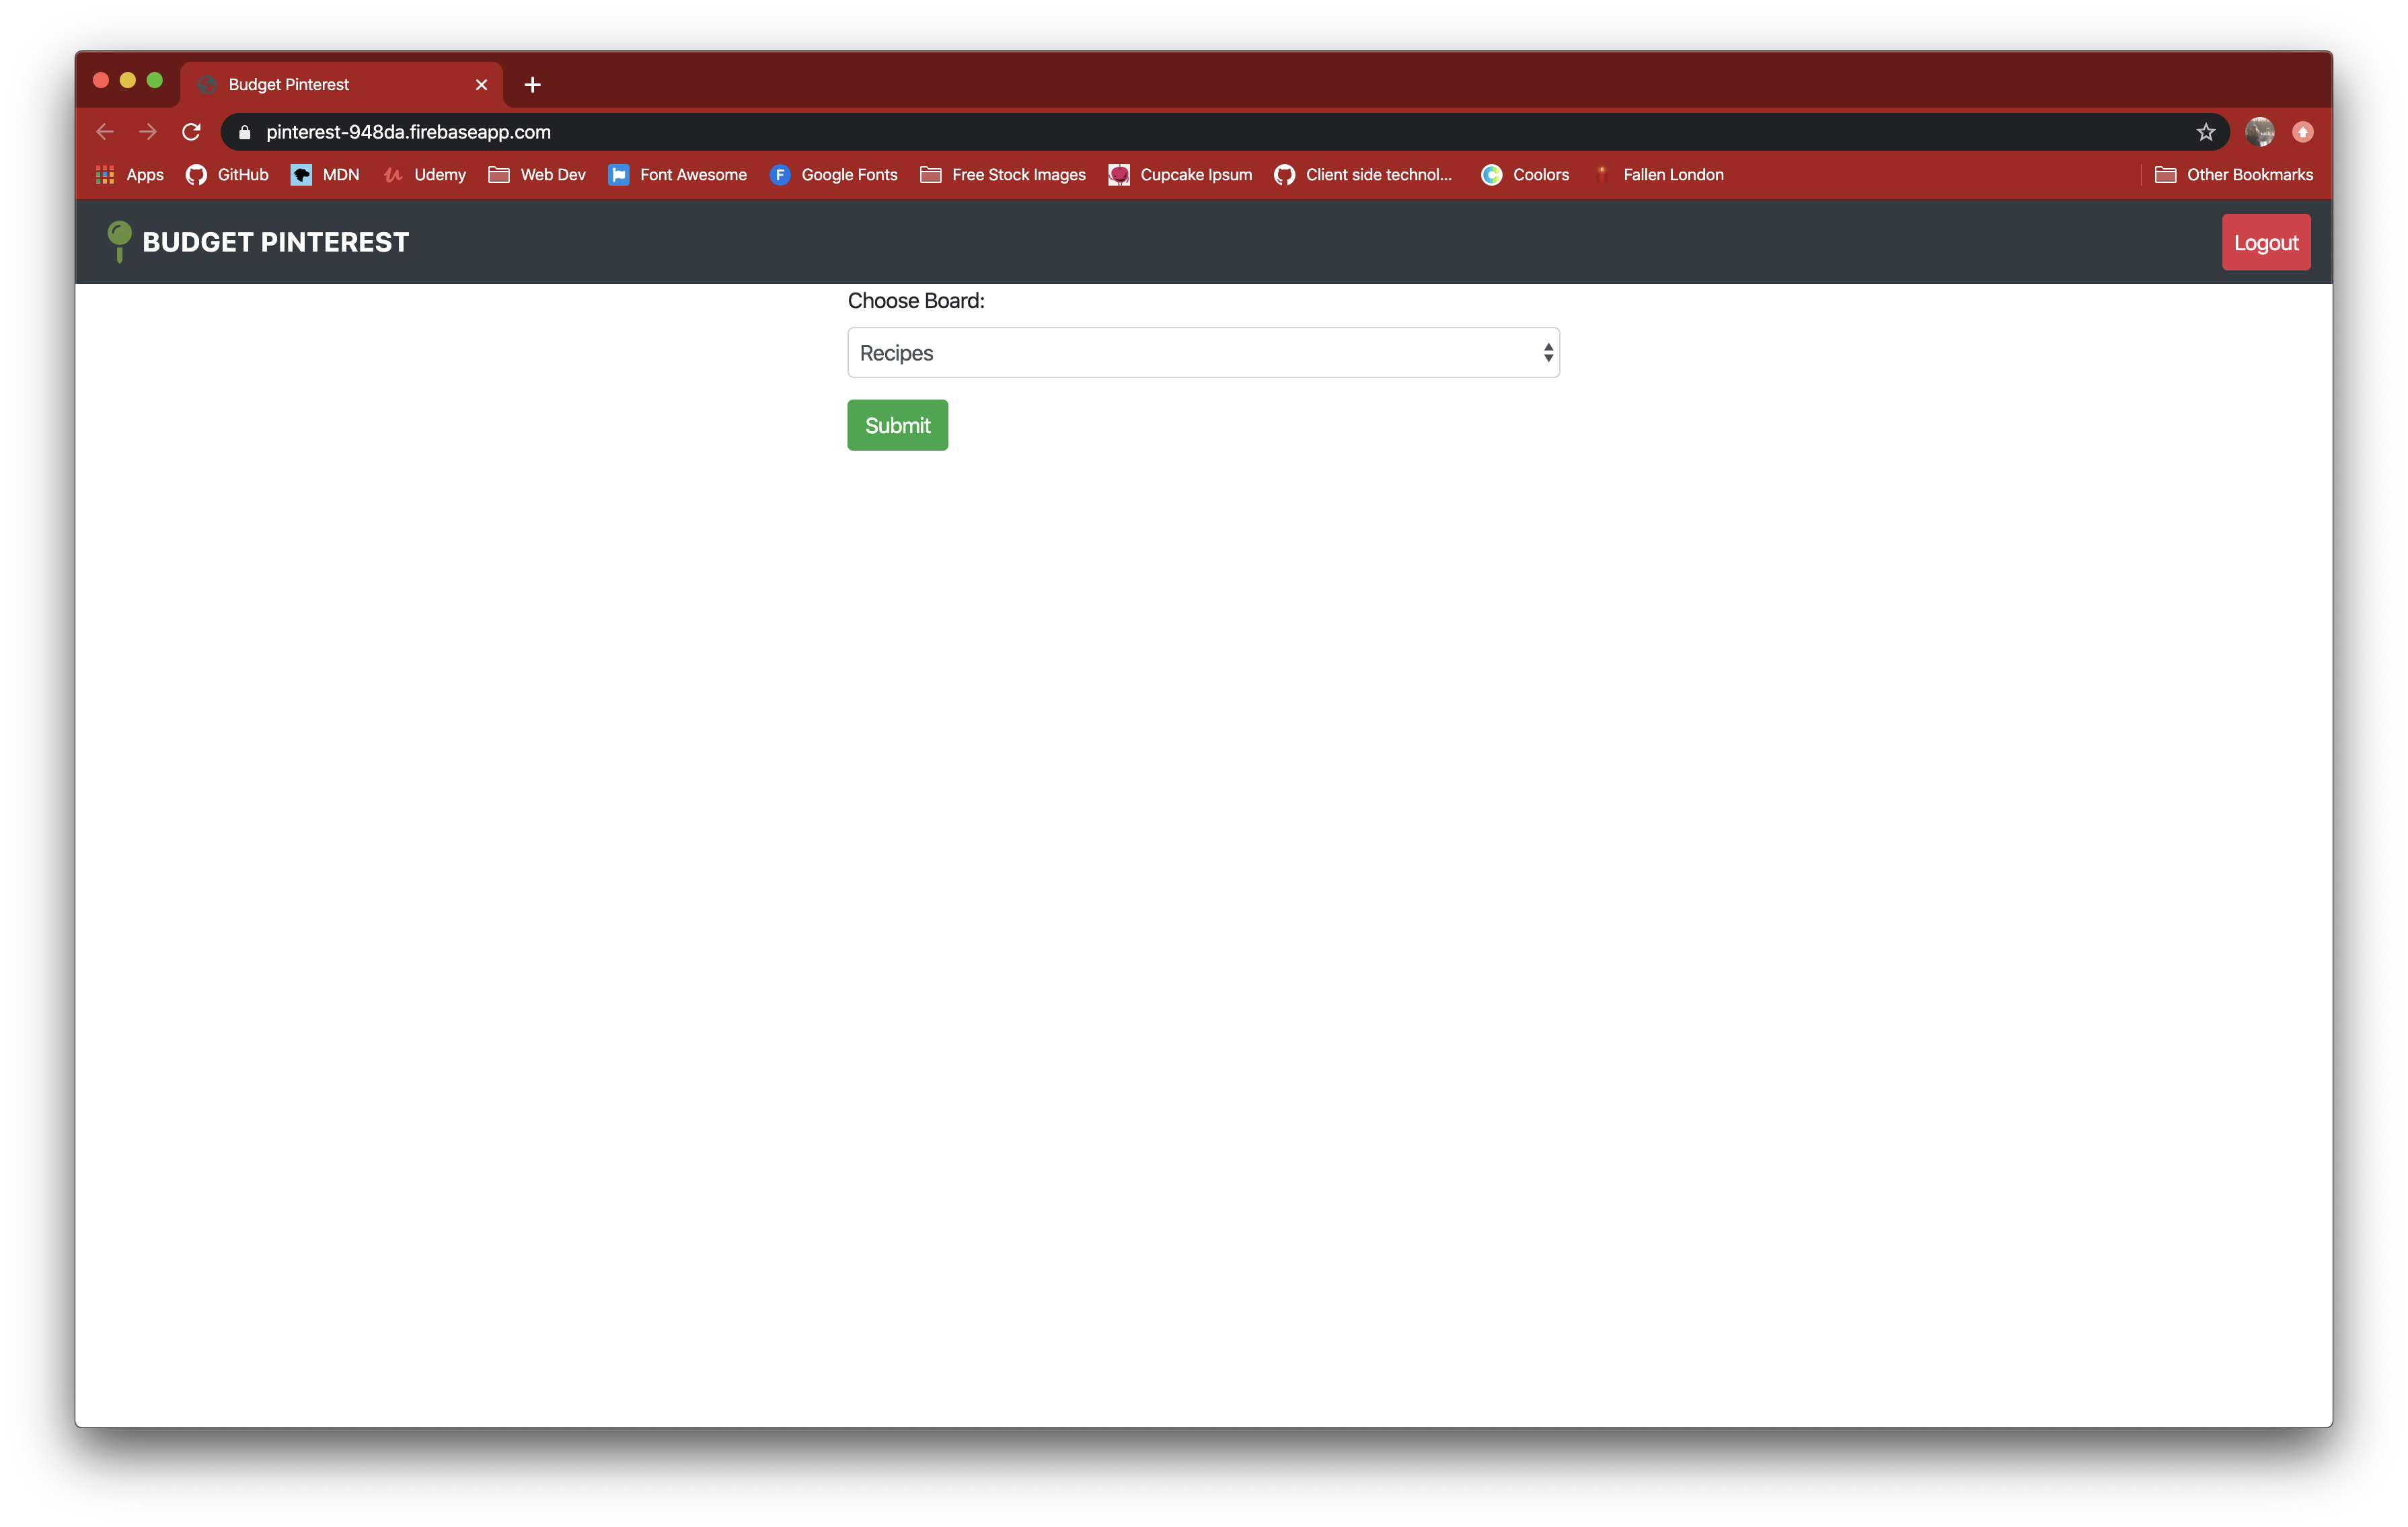 Budget Pinterest
pinterest-948da.firebaseapp.com
Apps GitHub MDN Udemy Web Dev Font Awesome Google Fonts Free Stock Images Cupcake Ipsum Client side technol... Coolors Fallen London Other Bookmarks
BUDGET PINTEREST Logout
Choose Board:
Recipes
Submit